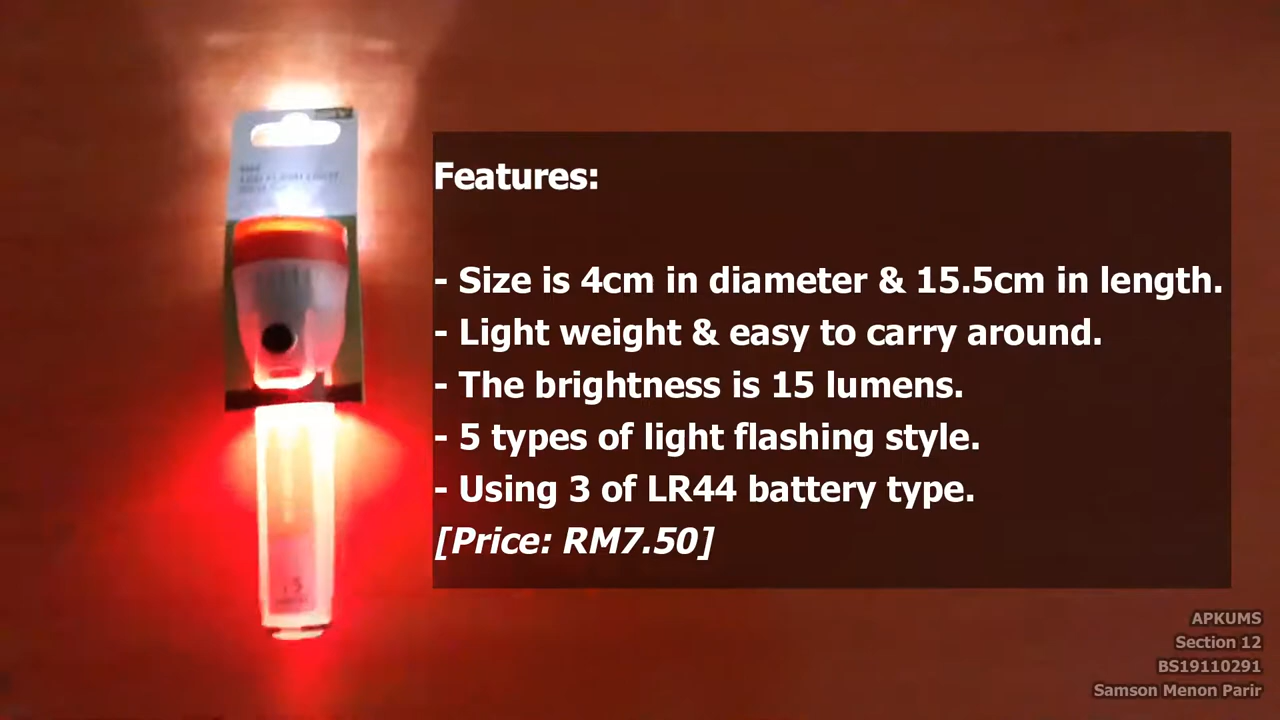 Features:
- Size is 4cm in diameter & 15.5cm in length.
- Light weight & easy to carry around.
- The brightness is 15 lumens.
- 5 types of light flashing style.
- Using 3 of LR44 battery type.
[Price: RM7.50]
APKUMS
Section 12
BS19110291
Samson Menon Parir